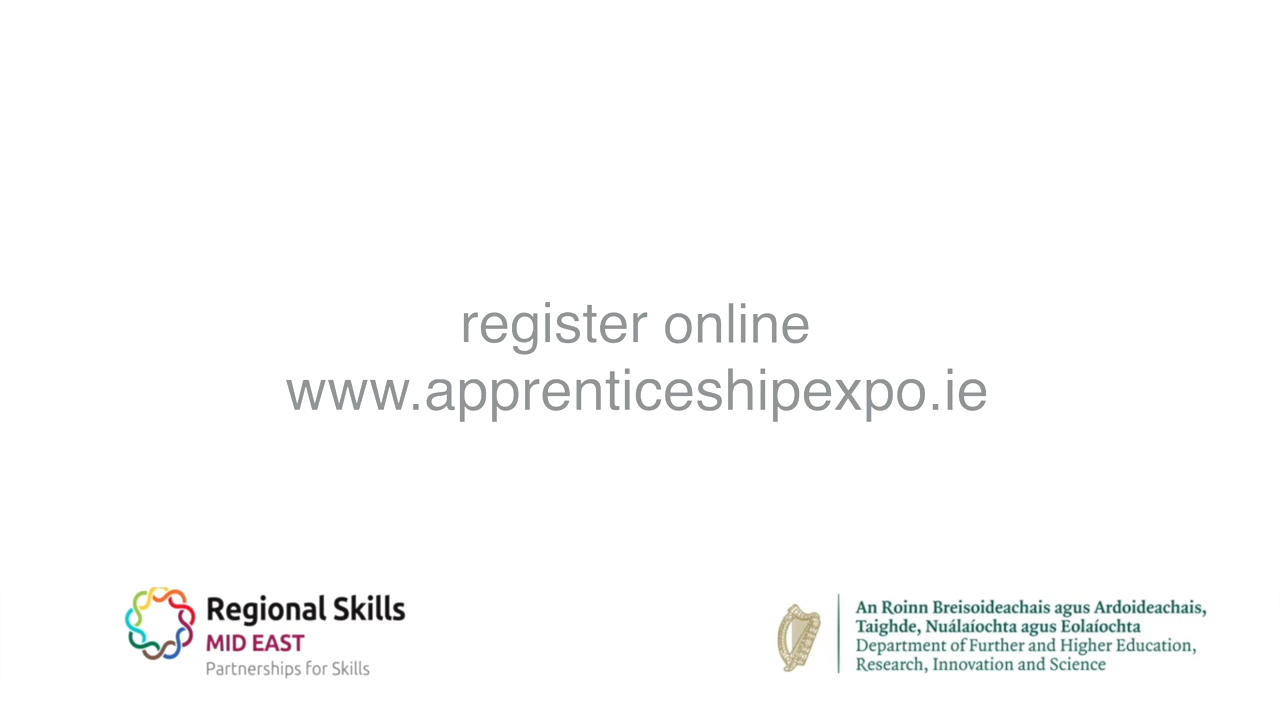 register online
www.apprenticeshipexpo.ie
Regional Skills
MID EAST
Partnerships for Skills
An Roinn Breisoideachais agus Ardoideachais,
Taighde, Nuálaíochta agus Eolaíochta
Department of Further and Higher Education,
Research, Innovation and Science